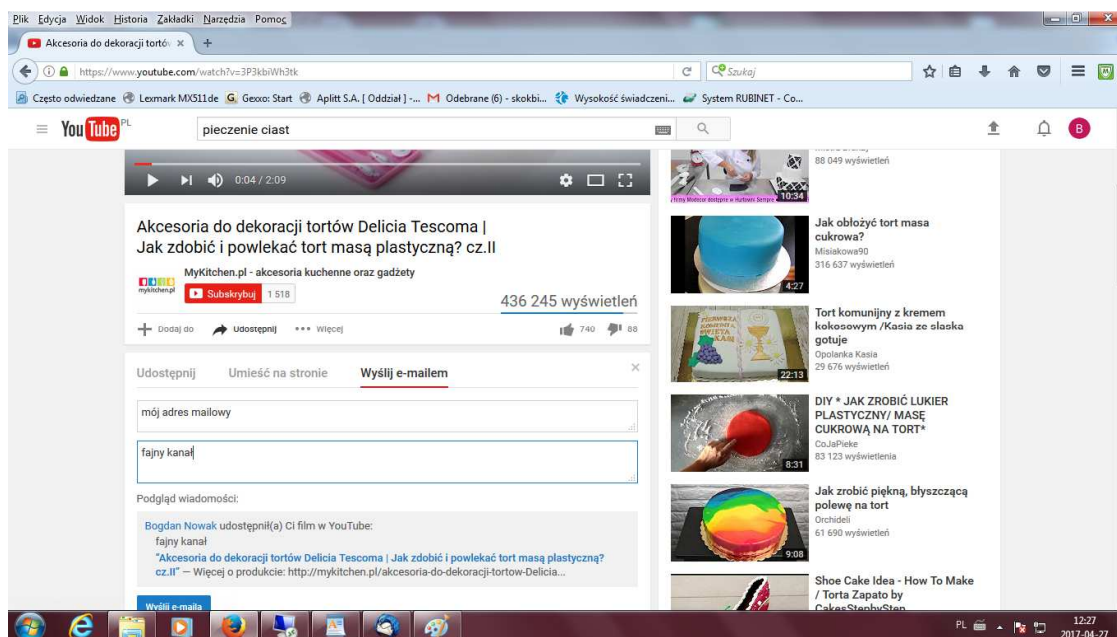 Plik Edycja Widok Historia Zakładki Narzędzia Pomoc
Akcesoria do dekoracji tortów
https://www.youtube.com/watch?v=3P3kbiWh3tk
Szukaj
Często odwiedzane Lexmark MX511de Gexxo: Start Aplitt S.A. [ Oddział ] -... Odebrane (6) - skokbi... Wysokość świadczeni... System RUBINET - Co...
YouTube PL
pieczenie ciast
B
0:04 / 2:09
Akcesoria do dekoracji tortów Delicia Tescoma |
Jak zdobić i powlekać tort masą plastyczną? cz.II
mykitchen.pl
MyKitchen.pl - akcesoria kuchenne oraz gadżety
Subskrybuj 1 518
436 245 wyświetleń
Dodaj do Udostępnij Więcej
740 88
Udostępnij Umieść na stronie Wyślij e-mailem
mój adres mailowy
fajny kanał
Podgląd wiadomości:
Bogdan Nowak udostępnił(a) Ci film w YouTube:
fajny kanał
"Akcesoria do dekoracji tortów Delicia Tescoma | Jak zdobić i powlekać tort masą plastyczną?
cz.II" — Więcej o produkcie: http://mykitchen.pl/akcesoria-do-dekoracji-tortow-Delicia...
Wyślij e-maila
88 049 wyświetleń
10:34
Jak obłożyć tort masa
cukrowa?
Misiakowa90
316 637 wyświetleń
4:27
Tort komunijny z kremem
kokosowym /Kasia ze slaska
gotuje
Opolanka Kasia
29 676 wyświetleń
22:13
DIY * JAK ZROBIĆ LUKIER
PLASTYCZNY/ MASĘ
CUKROWĄ NA TORT*
CoJaPieke
83 123 wyświetlenia
8:31
Jak zrobić piękną, błyszczącą
polewę na tort
Orchideli
61 690 wyświetleń
9:08
Shoe Cake Idea - How To Make
/ Torta Zapato by
CakesStepbyStep
PL
12:27
2017-04-27